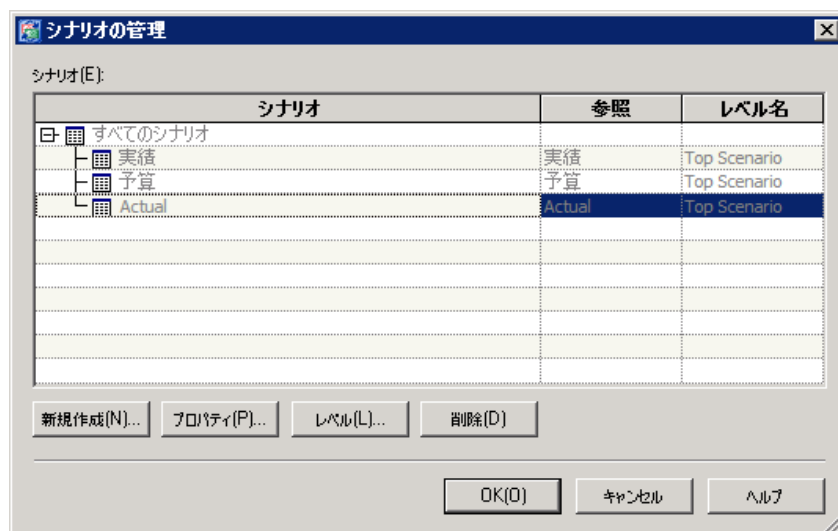 シナリオの管理
シナリオ(E):
シナリオ 参照 レベル名
すべてのシナリオ
実績 実績 Top Scenario
予算 予算 Top Scenario
Actual Actual Top Scenario
新規作成(N)... プロパティ(P)... レベル(L)... 削除(D)
OK(O) キャンセル ヘルプ